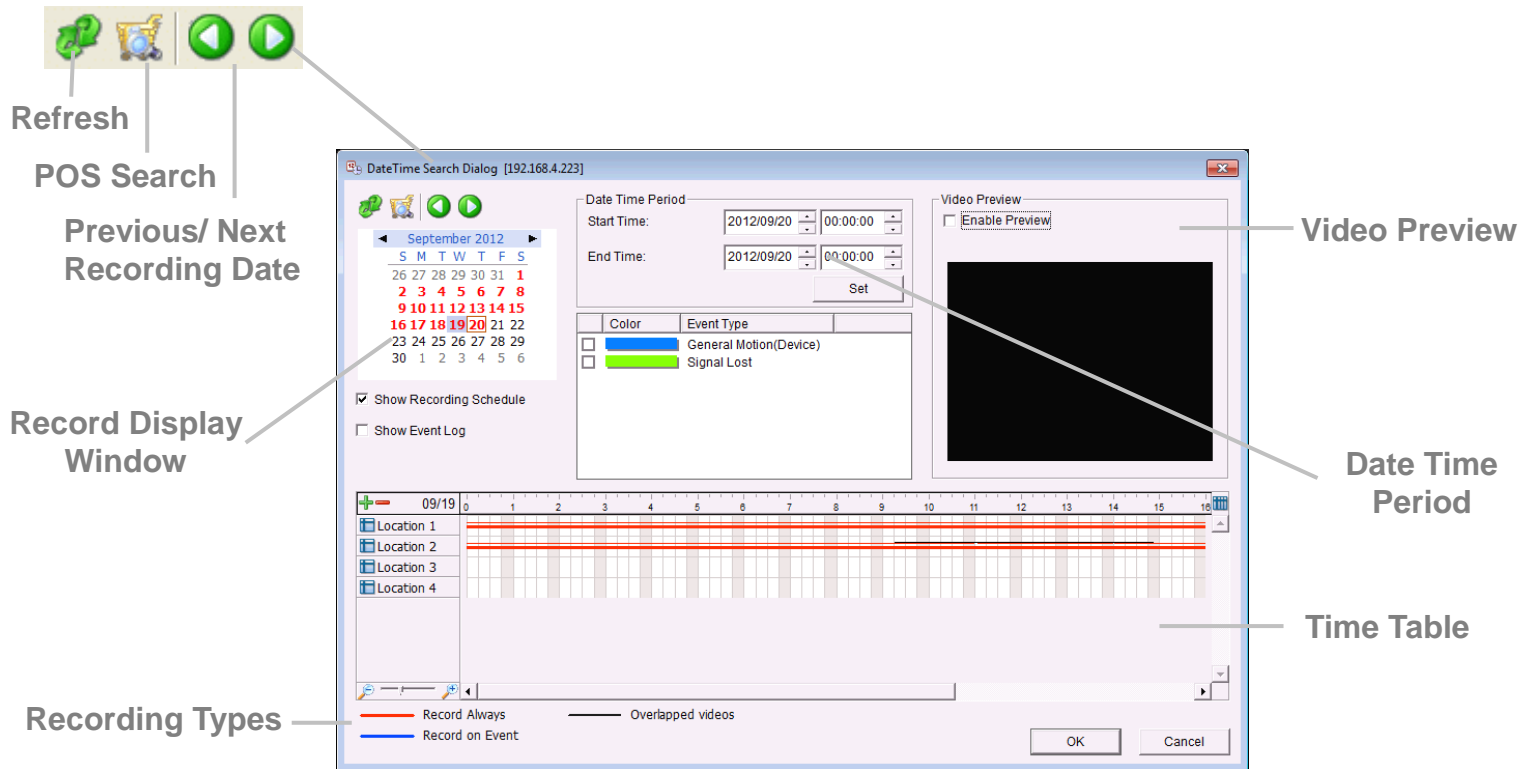 Refresh
POS Search
Previous/ Next
Recording Date
DateTime Search Dialog [192.168.4.223]
September 2012
S M T W T F S
26 27 28 29 30 31 1
2 3 4 5 6 7 8
9 10 11 12 13 14 15
16 17 18 19 20 21 22
23 24 25 26 27 28 29
30 1 2 3 4 5 6
Show Recording Schedule
Show Event Log
Date Time Period
Start Time: 2012/09/20 00:00:00
End Time: 2012/09/20 00:00:00
Set
Color Event Type
General Motion(Device)
Signal Lost
Video Preview
Enable Preview
Video Preview
Record Display
Window
Date Time
Period
09/19 0 1 2 3 4 5 6 7 8 9 10 11 12 13 14 15 16
Location 1
Location 2
Location 3
Location 4
Time Table
Recording Types
Record Always Overlapped videos
Record on Event
OK Cancel